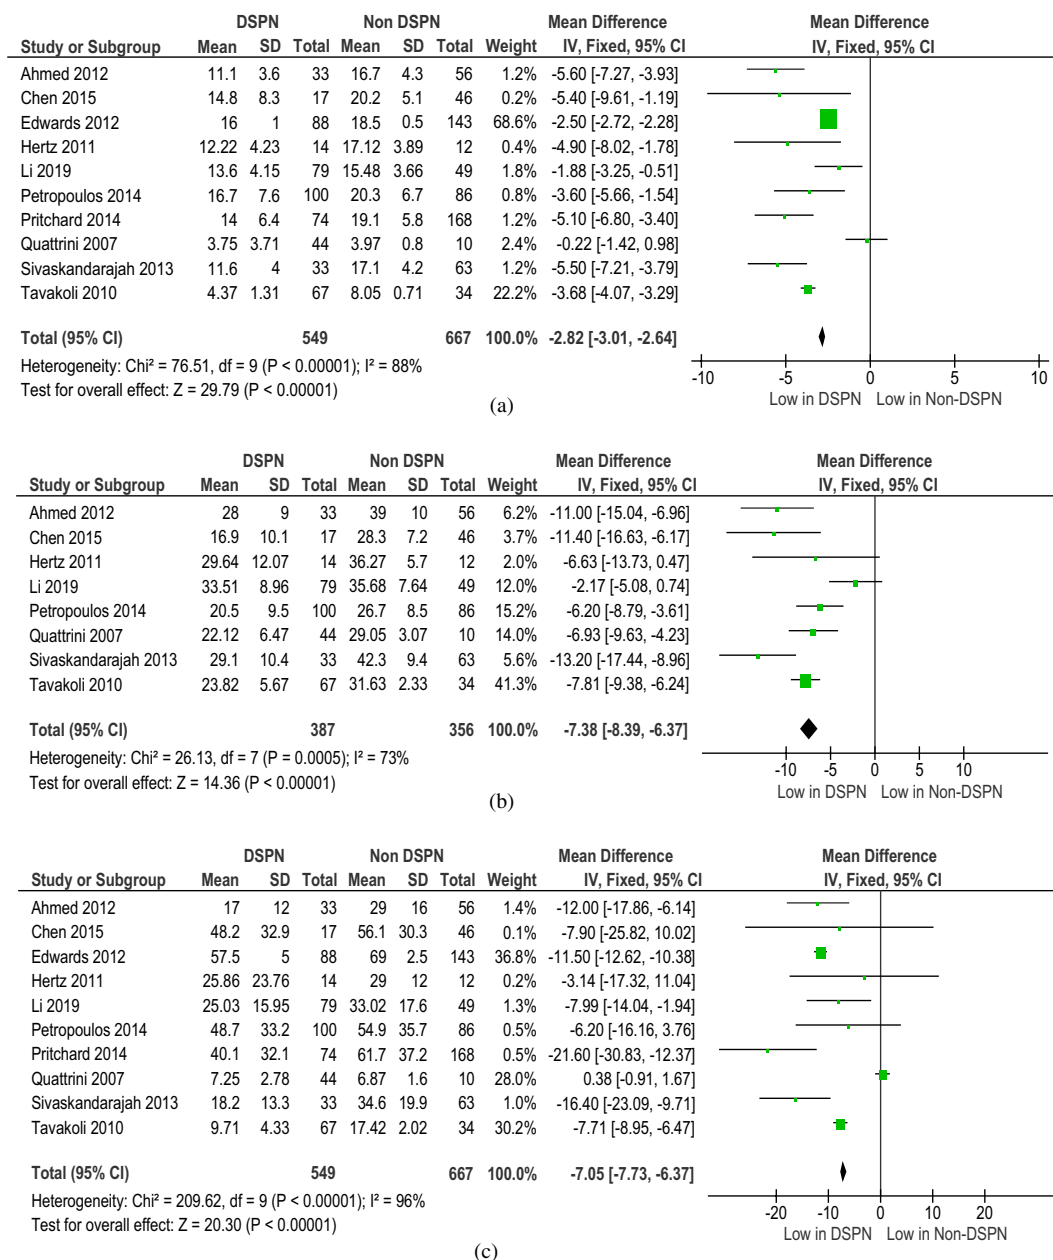 DSPN Non DSPN Mean Difference Mean Difference
Study or Subgroup Mean SD Total Mean SD Total Weight IV, Fixed, 95% CI IV, Fixed, 95% CI
Ahmed 2012 11.1 3.6 33 16.7 4.3 56 1.2% -5.60 [-7.27, -3.93]
Chen 2015 14.8 8.3 17 20.2 5.1 46 0.2% -5.40 [-9.61, -1.19]
Edwards 2012 16 1 88 18.5 0.5 143 68.6% -2.50 [-2.72, -2.28]
Hertz 2011 12.22 4.23 14 17.12 3.89 12 0.4% -4.90 [-8.02, -1.78]
Li 2019 13.6 4.15 79 15.48 3.66 49 1.8% -1.88 [-3.25, -0.51]
Petropoulos 2014 16.7 7.6 100 20.3 6.7 86 0.8% -3.60 [-5.66, -1.54]
Pritchard 2014 14 6.4 74 19.1 5.8 168 1.2% -5.10 [-6.80, -3.40]
Quattrini 2007 3.75 3.71 44 3.97 0.8 10 2.4% -0.22 [-1.42, 0.98]
Sivaskandarajah 2013 11.6 4 33 17.1 4.2 63 1.2% -5.50 [-7.21, -3.79]
Tavakoli 2010 4.37 1.31 67 8.05 0.71 34 22.2% -3.68 [-4.07, -3.29]
Total (95% CI) 549 667 100.0% -2.82 [-3.01, -2.64]
Heterogeneity: Chi² = 76.51, df = 9 (P < 0.00001); I² = 88%
Test for overall effect: Z = 29.79 (P < 0.00001)
-10 -5 0 5 10
Low in DSPN Low in Non-DSPN
(a)
DSPN Non DSPN Mean Difference Mean Difference
Study or Subgroup Mean SD Total Mean SD Total Weight IV, Fixed, 95% CI IV, Fixed, 95% CI
Ahmed 2012 28 9 33 39 10 56 6.2% -11.00 [-15.04, -6.96]
Chen 2015 16.9 10.1 17 28.3 7.2 46 3.7% -11.40 [-16.63, -6.17]
Hertz 2011 29.64 12.07 14 36.27 5.7 12 2.0% -6.63 [-13.73, 0.47]
Li 2019 33.51 8.96 79 35.68 7.64 49 12.0% -2.17 [-5.08, 0.74]
Petropoulos 2014 20.5 9.5 100 26.7 8.5 86 15.2% -6.20 [-8.79, -3.61]
Quattrini 2007 22.12 6.47 44 29.05 3.07 10 14.0% -6.93 [-9.63, -4.23]
Sivaskandarajah 2013 29.1 10.4 33 42.3 9.4 63 5.6% -13.20 [-17.44, -8.96]
Tavakoli 2010 23.82 5.67 67 31.63 2.33 34 41.3% -7.81 [-9.38, -6.24]
Total (95% CI) 387 356 100.0% -7.38 [-8.39, -6.37]
Heterogeneity: Chi² = 26.13, df = 7 (P = 0.0005); I² = 73%
Test for overall effect: Z = 14.36 (P < 0.00001)
-10 -5 0 5 10
Low in DSPN Low in Non-DSPN
(b)
DSPN Non DSPN Mean Difference Mean Difference
Study or Subgroup Mean SD Total Mean SD Total Weight IV, Fixed, 95% CI IV, Fixed, 95% CI
Ahmed 2012 17 12 33 29 16 56 1.4% -12.00 [-17.86, -6.14]
Chen 2015 48.2 32.9 17 56.1 30.3 46 0.1% -7.90 [-25.82, 10.02]
Edwards 2012 57.5 5 88 69 2.5 143 36.8% -11.50 [-12.62, -10.38]
Hertz 2011 25.86 23.76 14 29 12 12 0.2% -3.14 [-17.32, 11.04]
Li 2019 25.03 15.95 79 33.02 17.6 49 1.3% -7.99 [-14.04, -1.94]
Petropoulos 2014 48.7 33.2 100 54.9 35.7 86 0.5% -6.20 [-16.16, 3.76]
Pritchard 2014 40.1 32.1 74 61.7 37.2 168 0.5% -21.60 [-30.83, -12.37]
Quattrini 2007 7.25 2.78 44 6.87 1.6 10 28.0% 0.38 [-0.91, 1.67]
Sivaskandarajah 2013 18.2 13.3 33 34.6 19.9 63 1.0% -16.40 [-23.09, -9.71]
Tavakoli 2010 9.71 4.33 67 17.42 2.02 34 30.2% -7.71 [-8.95, -6.47]
Total (95% CI) 549 667 100.0% -7.05 [-7.73, -6.37]
Heterogeneity: Chi² = 209.62, df = 9 (P < 0.00001); I² = 96%
Test for overall effect: Z = 20.30 (P < 0.00001)
-20 -10 0 10 20
Low in DSPN Low in Non-DSPN
(c)